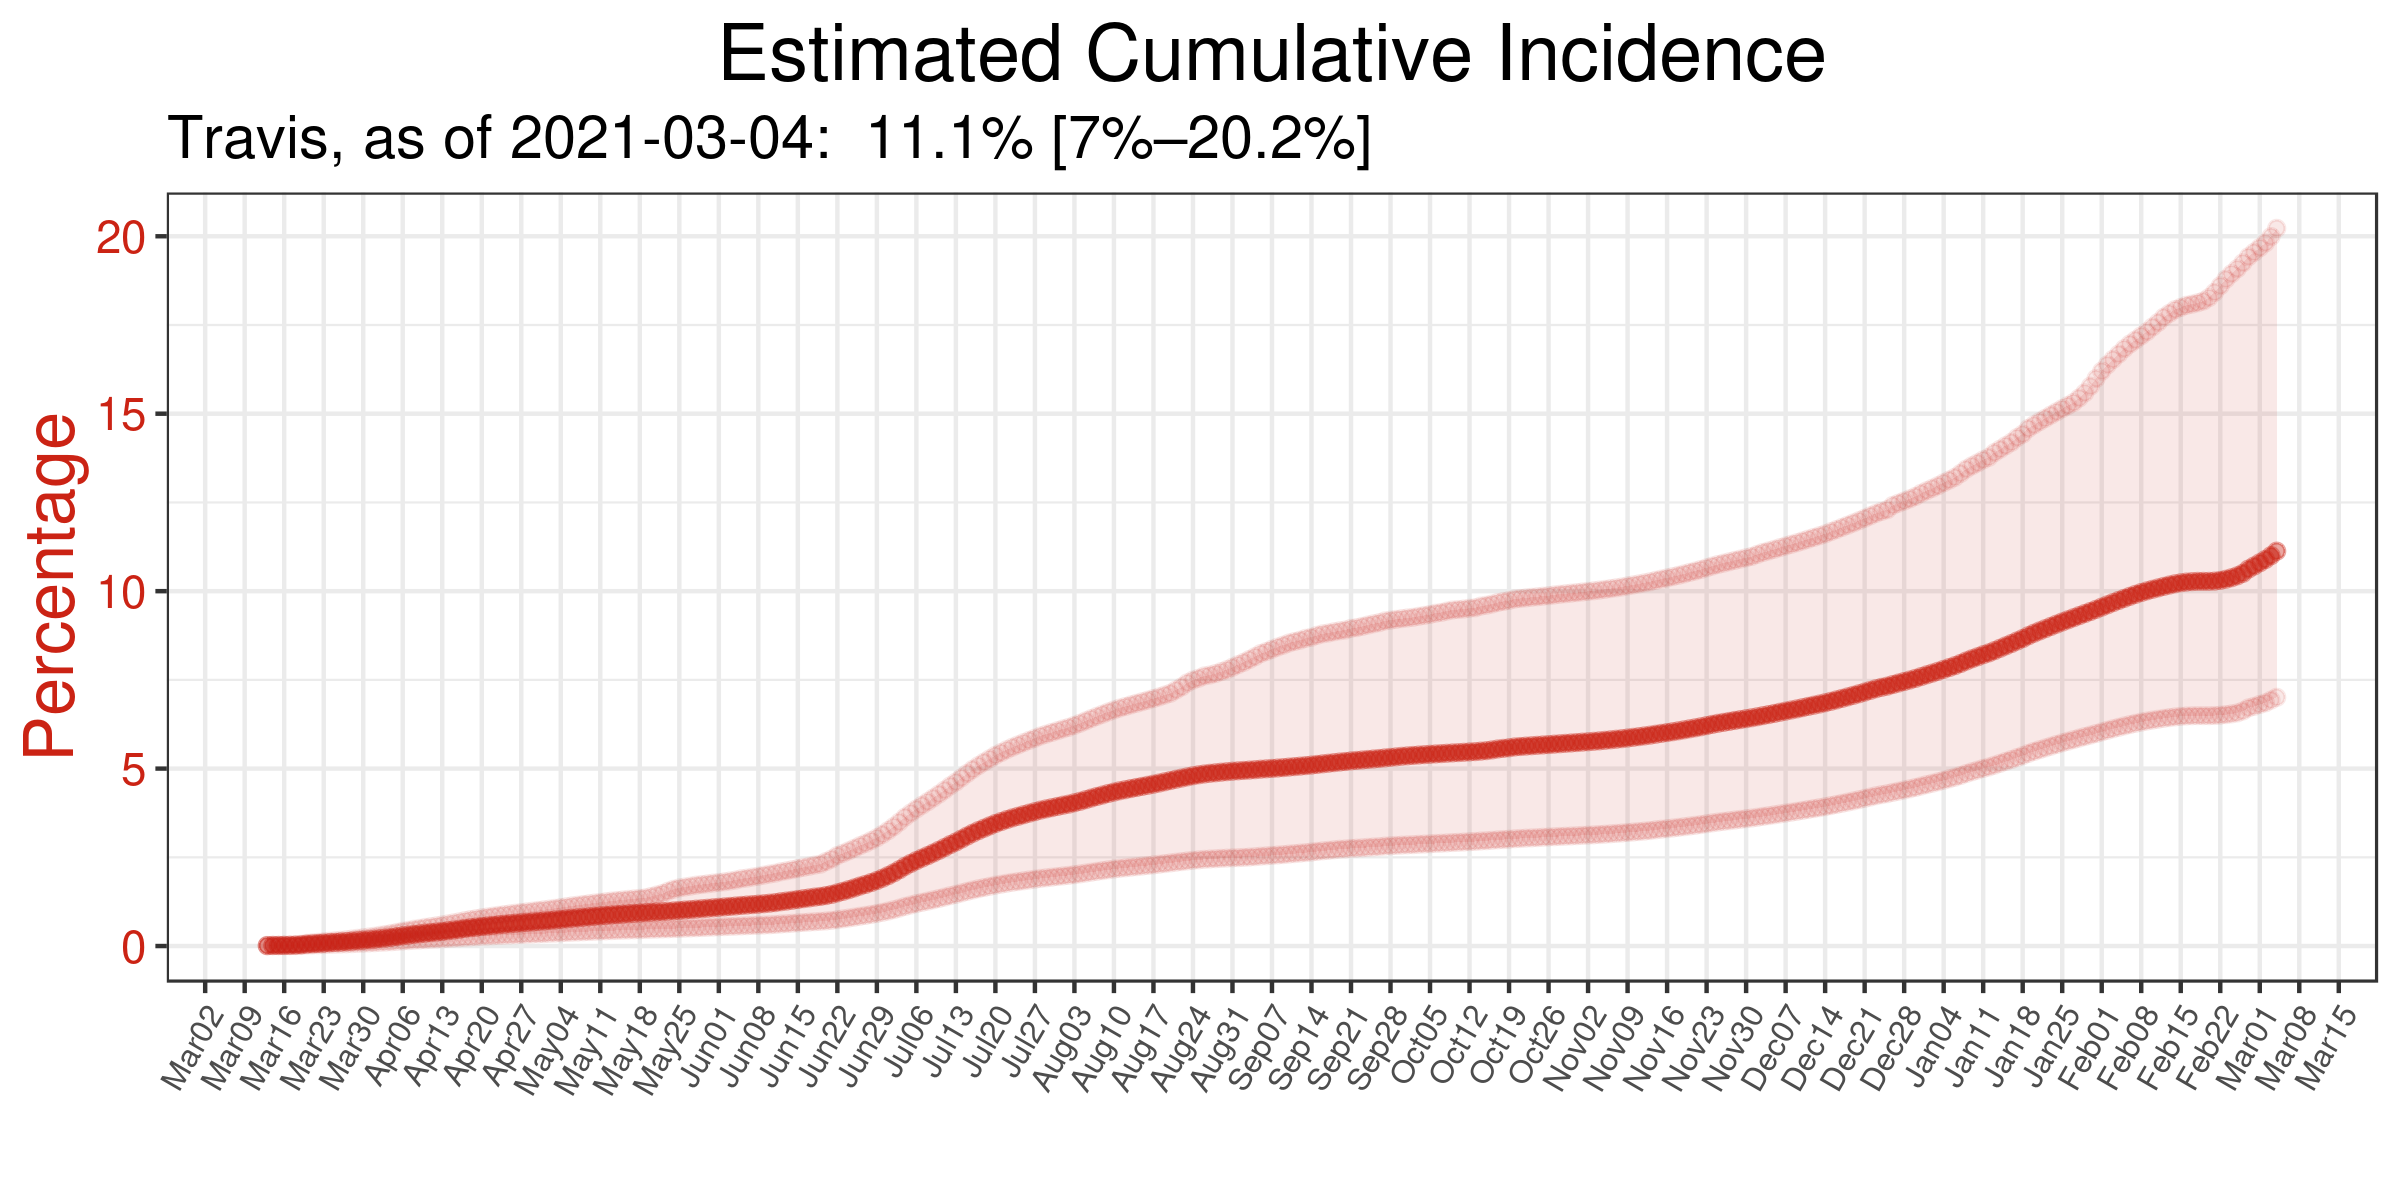 Estimated Cumulative Incidence
Travis, as of 2021-03-04:  11.1% [7%–20.2%]
Percentage
20
15
10
5
0
Mar02
Mar09
Mar16
Mar23
Mar30
Apr06
Apr13
Apr20
Apr27
May04
May11
May18
May25
Jun01
Jun08
Jun15
Jun22
Jun29
Jul06
Jul13
Jul20
Jul27
Aug03
Aug10
Aug17
Aug24
Aug31
Sep07
Sep14
Sep21
Sep28
Oct05
Oct12
Oct19
Oct26
Nov02
Nov09
Nov16
Nov23
Nov30
Dec07
Dec14
Dec21
Dec28
Jan04
Jan11
Jan18
Jan25
Feb01
Feb08
Feb15
Feb22
Mar01
Mar08
Mar15